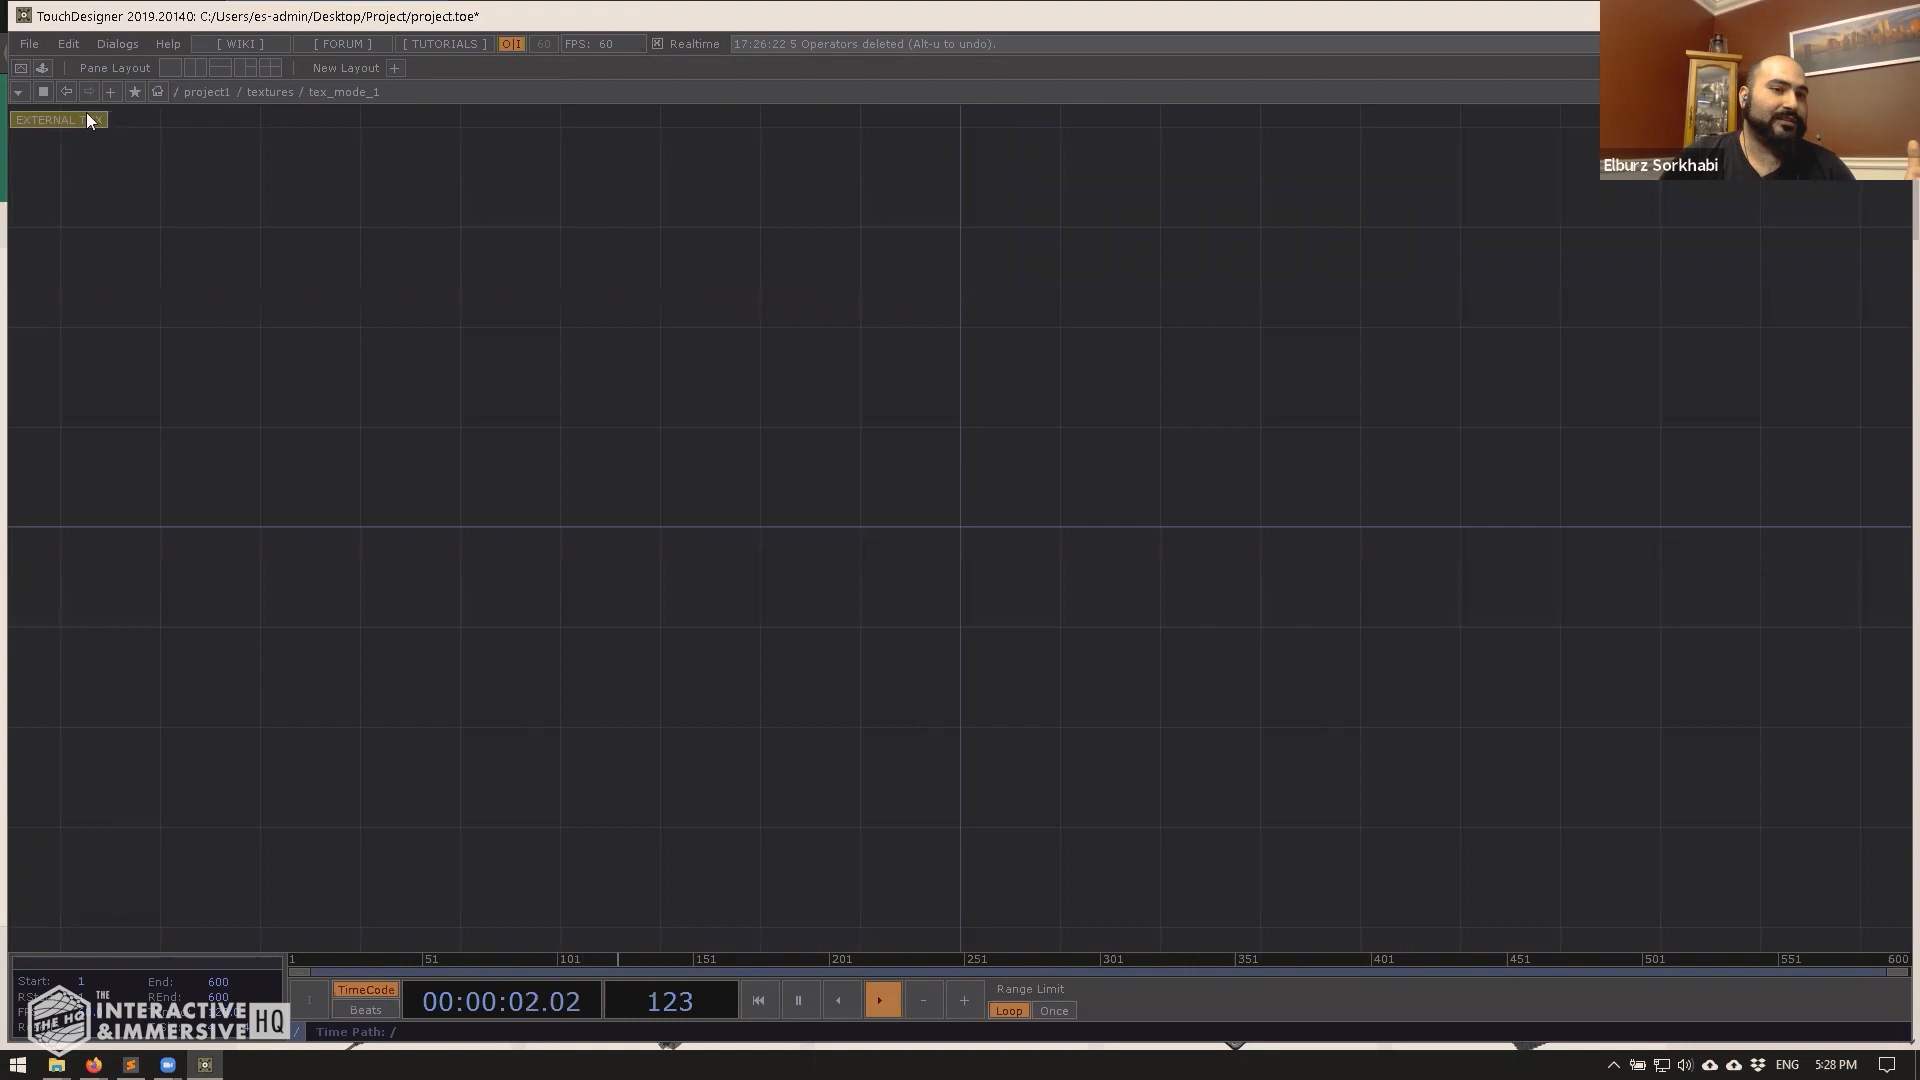 TouchDesigner 2019.20140: C:/Users/es-admin/Desktop/Project/project.toe*
File Edit Dialogs Help [ WIKI ] [ FORUM ] [ TUTORIALS ] O|I 60 FPS: 60 Realtime 17:26:22 5 Operators deleted (Alt-u to undo).
Pane Layout New Layout +
/ project1 / textures / tex_mode_1
EXTERNAL
Elburz Sorkhabi
1 51 101 151 201 251 301 351 401 451 501 551 600
Start: 1 End: 600
REnd: 600
TimeCode
Beats
00:00:02.02
123
Range Limit
Loop Once
Time Path: /
THE HQ
THE INTERACTIVE & IMMERSIVE HQ
ENG 5:28 PM